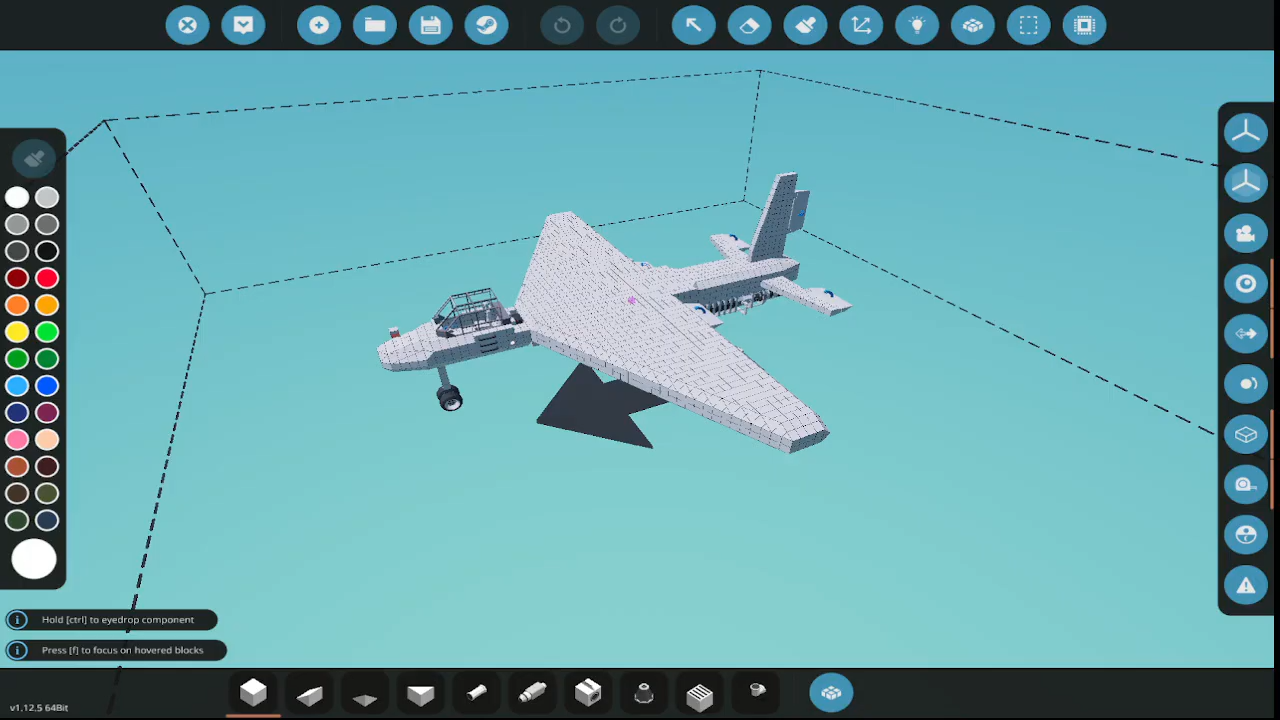 Hold [ctrl] to eyedrop component
Press [f] to focus on hovered blocks
v1.12.5 64Bit